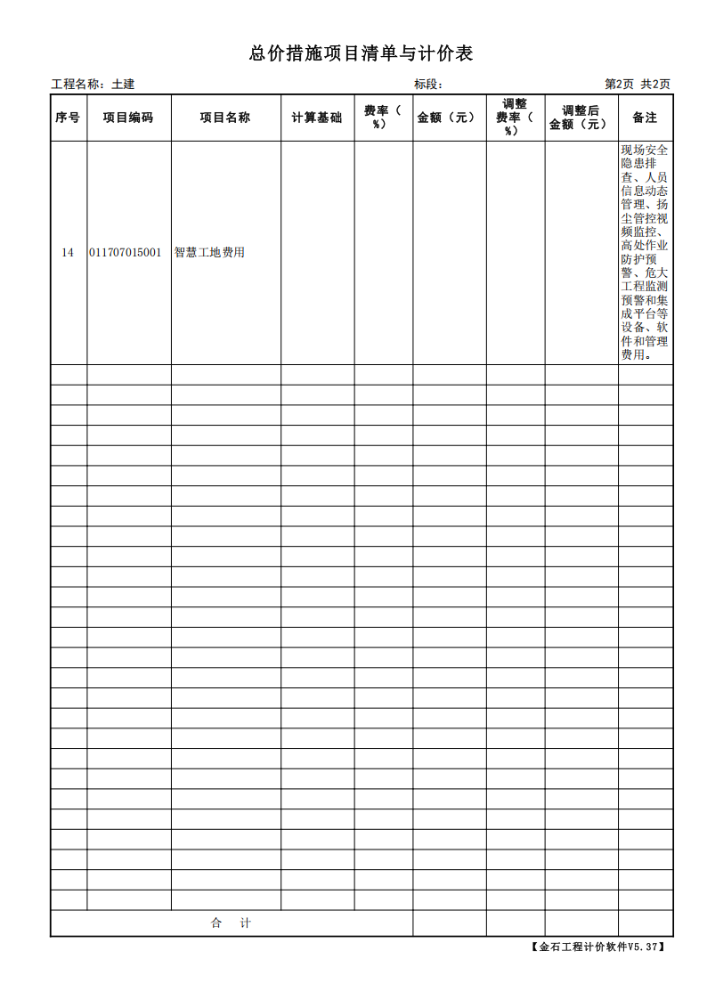 总价措施项目清单与计价表
工程名称：土建 标段： 第2页 共2页
序号 项目编码 项目名称 计算基础 费率（%） 金额（元） 调整费率（%） 调整后金额（元） 备注
14 011707015001 智慧工地费用
现场安全
隐患排
查、人员
信息动态
管理、扬
尘管控视
频监控、
高处作业
防护预
警、危大
工程监测
预警和集
成平台等
设备、软
件和管理
费用。
合 计
【金石工程计价软件V5.37】